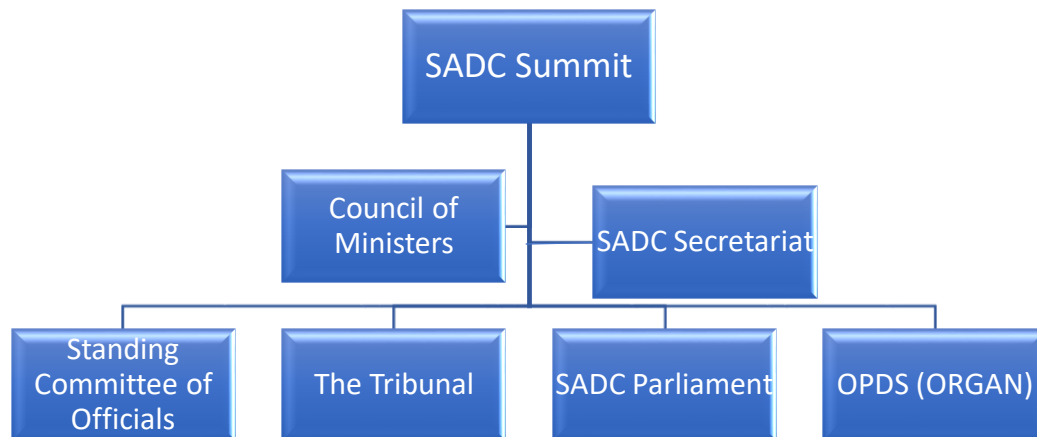 SADC Summit
Council of
Ministers
SADC Secretariat
Standing
Committee of
Officials
The Tribunal
SADC Parliament
OPDS (ORGAN)